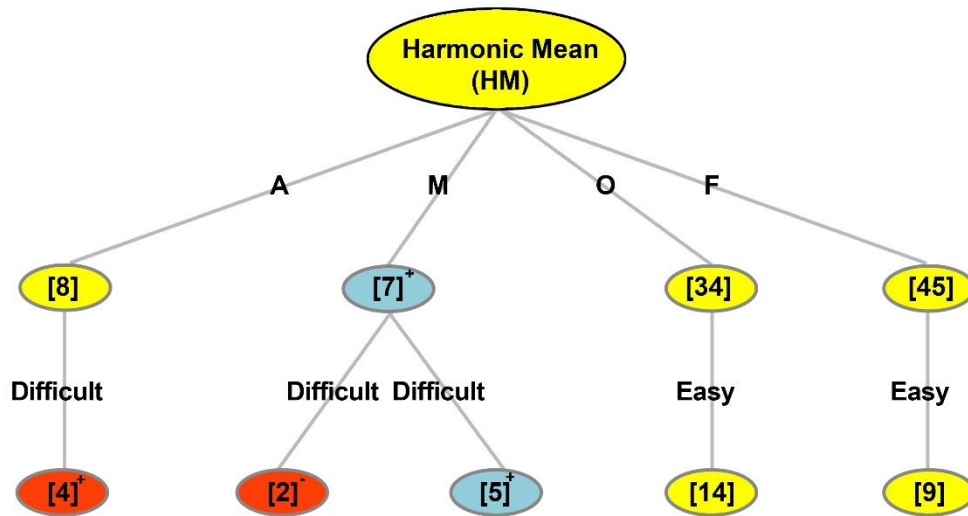 Harmonic Mean
(HM)
A M O F
[8] [7]+ [34] [45]
Difficult Difficult Difficult Easy Easy
[4]+ [2]- [5]+ [14] [9]